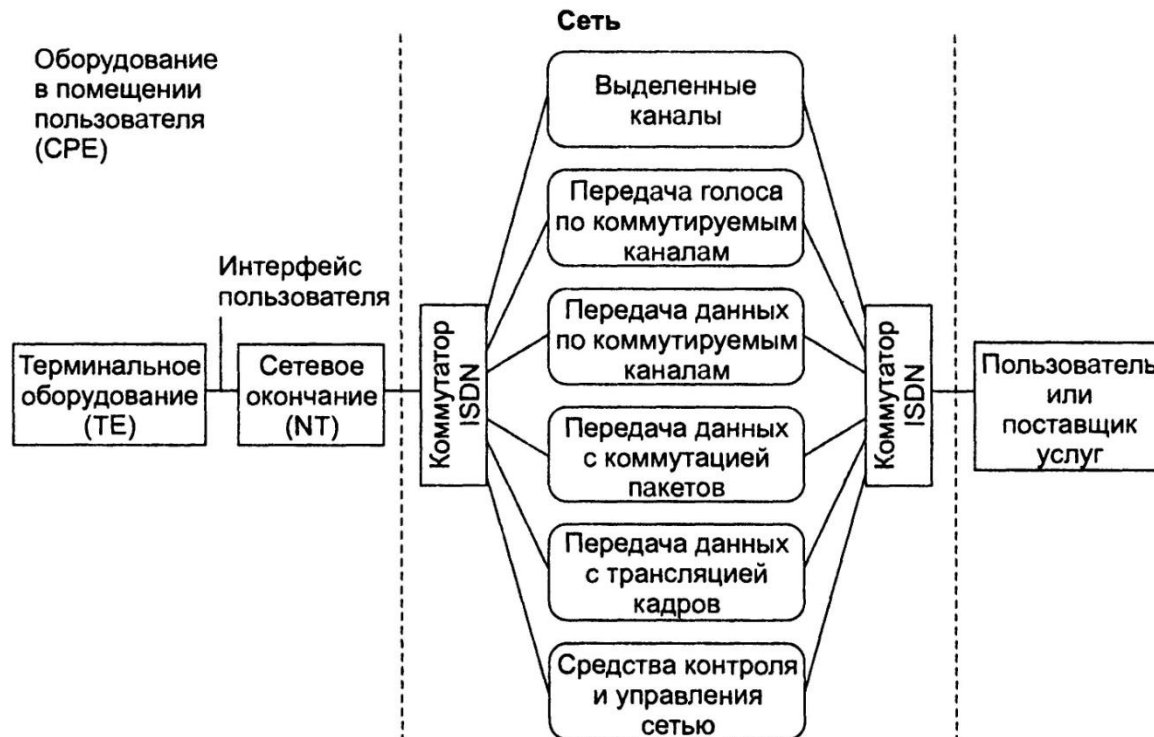 Сеть
Оборудование
в помещении
пользователя
(CPE)
Интерфейс
пользователя
Терминальное
оборудование
(TE)
Сетевое
окончание
(NT)
Коммутатор
ISDN
Выделенные
каналы
Передача голоса
по коммутируемым
каналам
Передача данных
по коммутируемым
каналам
Передача данных
с коммутацией
пакетов
Передача данных
с трансляцией
кадров
Средства контроля
и управления
сетью
Коммутатор
ISDN
Пользователь
или
поставщик
услуг